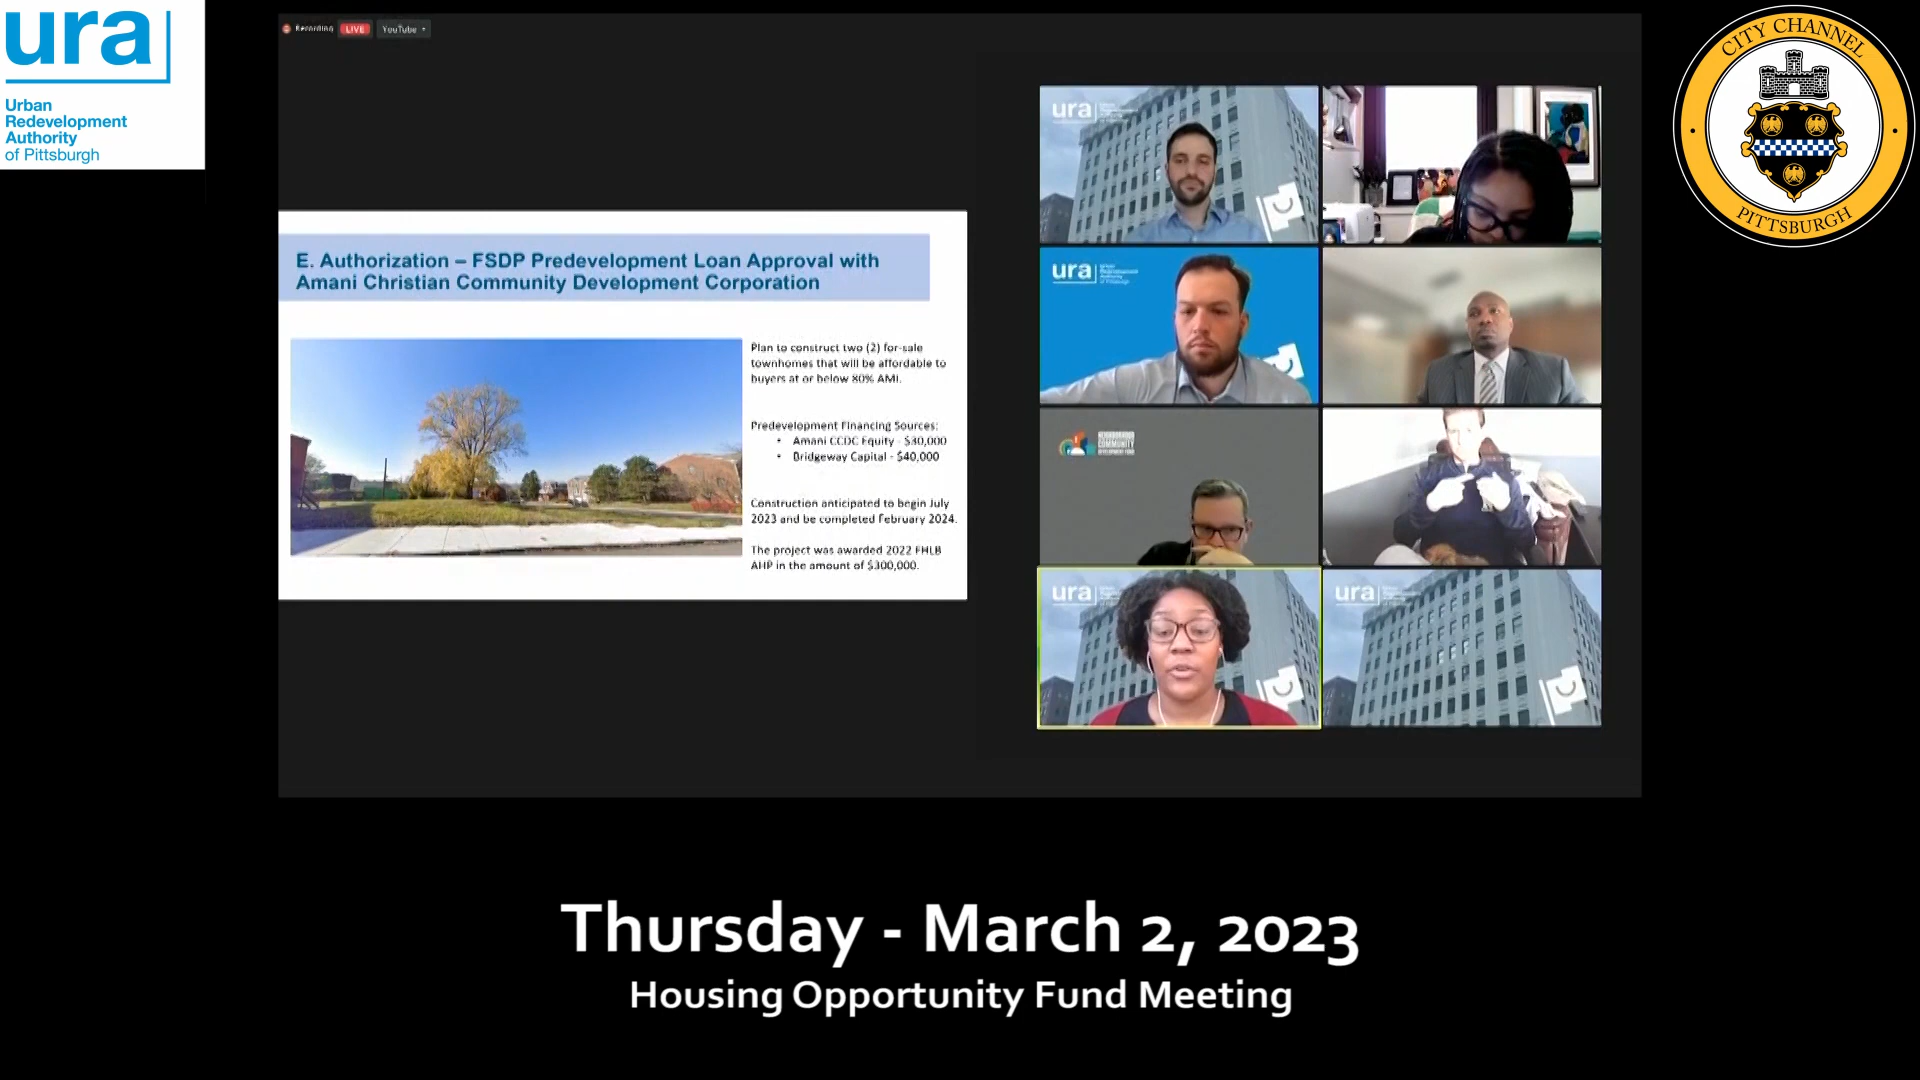 ura
Urban
Redevelopment
Authority
of Pittsburgh
Recording
LIVE
YouTube
CITY CHANNEL
PITTSBURGH
E. Authorization – FSDP Predevelopment Loan Approval with
Amani Christian Community Development Corporation
Plan to construct two (2) for-sale
townhomes that will be affordable to
buyers at or below 80% AMI.
Predevelopment Financing Sources:
• Amani CCDC Equity - $30,000
• Bridgeway Capital - $40,000
Construction anticipated to begin July
2023 and be completed February 2024.
The project was awarded 2022 FHLB
AHP in the amount of $300,000.
ura
ura
NEIGHBORHOOD
COMMUNITY
DEVELOPMENT FUND
ura
ura
Thursday - March 2, 2023
Housing Opportunity Fund Meeting